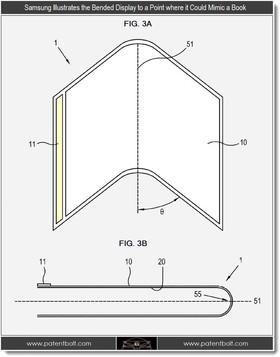 Samsung Illustrates the Bended Display to a Point where it Could Mimic a Book
FIG. 3A
1
51
11
10
θ
FIG. 3B
11
10
20
1
55
51
www.patentbolt.com
www.patentbolt.com